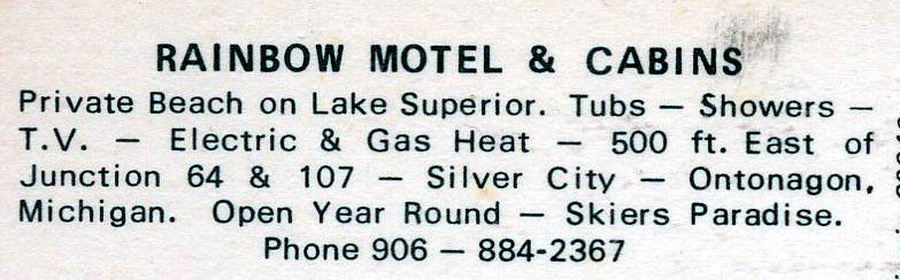 RAINBOW MOTEL & CABINS
Private Beach on Lake Superior. Tubs — Showers —
T.V. — Electric & Gas Heat — 500 ft. East of
Junction 64 & 107 — Silver City — Ontonagon,
Michigan. Open Year Round — Skiers Paradise.
Phone 906 — 884-2367